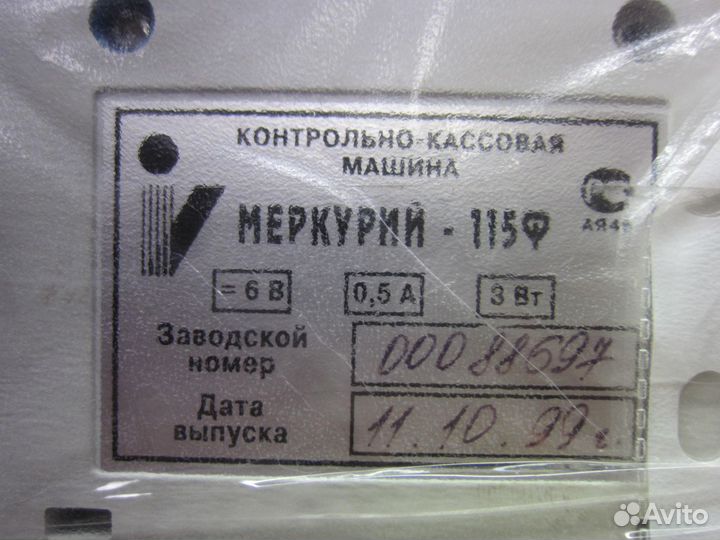 КОНТРОЛЬНО-КАССОВАЯ
МАШИНА
МЕРКУРИЙ - 115Ф
АЯ46
= 6 В 0,5 А 3 Вт
Заводской
номер 00088697
Дата
выпуска 11.10.99 г.
Avito